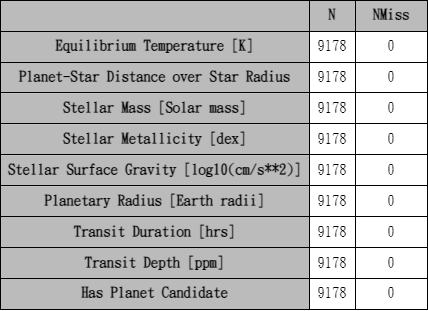 N NMiss
Equilibrium Temperature [K] 9178 0
Planet-Star Distance over Star Radius 9178 0
Stellar Mass [Solar mass] 9178 0
Stellar Metallicity [dex] 9178 0
Stellar Surface Gravity [log10(cm/s**2)] 9178 0
Planetary Radius [Earth radii] 9178 0
Transit Duration [hrs] 9178 0
Transit Depth [ppm] 9178 0
Has Planet Candidate 9178 0